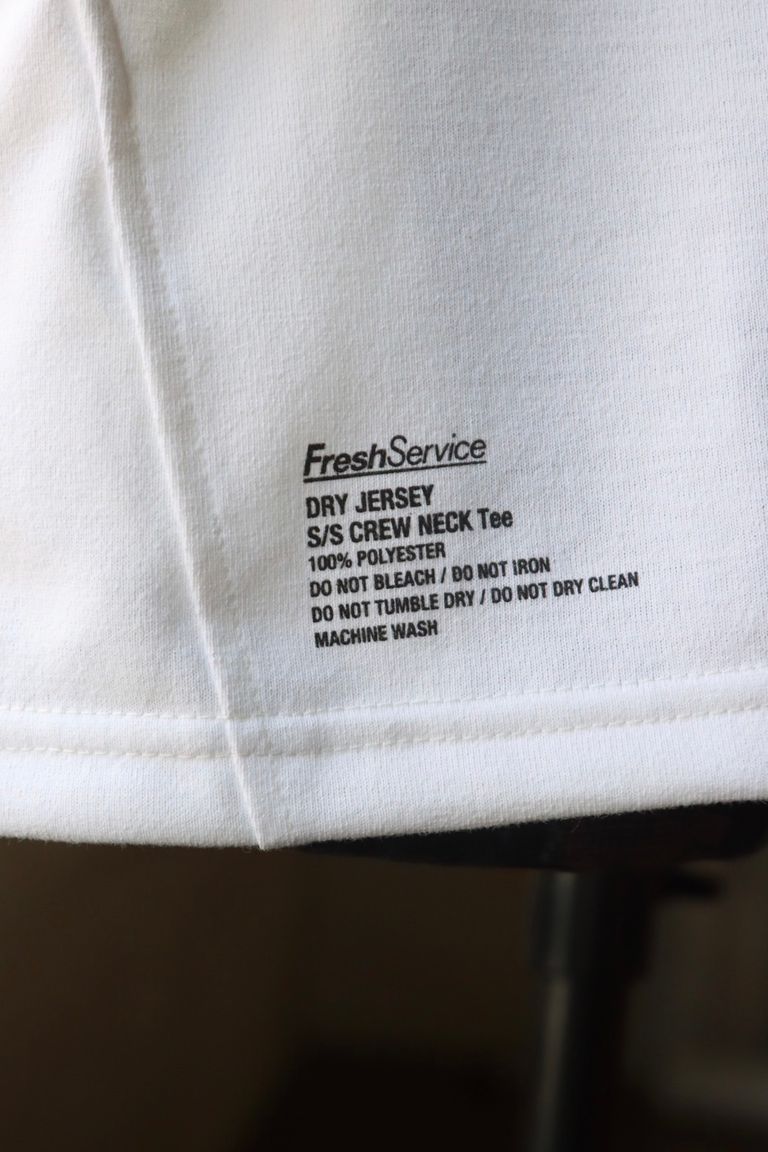 FreshService
DRY JERSEY
S/S CREW NECK Tee
100% POLYESTER
DO NOT BLEACH / DO NOT IRON
DO NOT TUMBLE DRY / DO NOT DRY CLEAN
MACHINE WASH